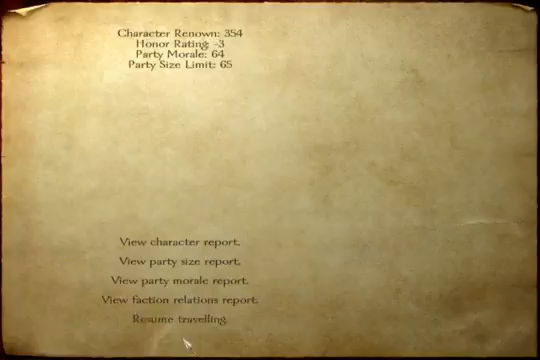 Character Renown: 354
Honor Rating: -3
Party Morale: 64
Party Size Limit: 65
View character report.
View party size report.
View party morale report.
View faction relations report.
Resume travelling.